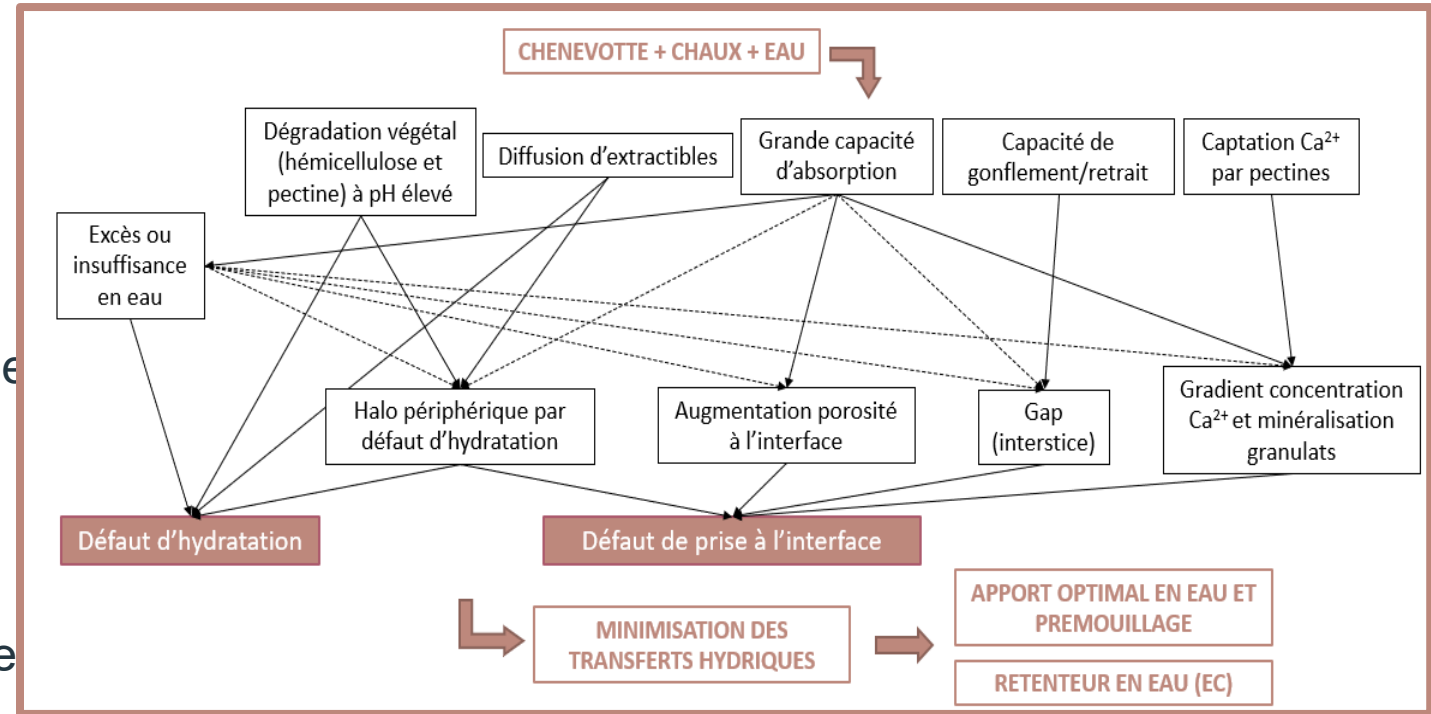 CHENEVOTTE + CHAUX + EAU
Dégradation végétal
(hémicellulose et
pectine) à pH élevé
Diffusion d’extractibles
Grande capacité
d’absorption
Capacité de
gonflement/retrait
Captation Ca²⁺
par pectines
Excès ou
insuffisance
en eau
e
Halo périphérique par
défaut d’hydratation
Augmentation porosité
à l’interface
Gap
(interstice)
Gradient concentration
Ca²⁺ et minéralisation
granulats
Défaut d’hydratation
Défaut de prise à l’interface
e
MINIMISATION DES
TRANSFERTS HYDRIQUES
APPORT OPTIMAL EN EAU ET
PREMOUILLAGE
RETENTEUR EN EAU (EC)